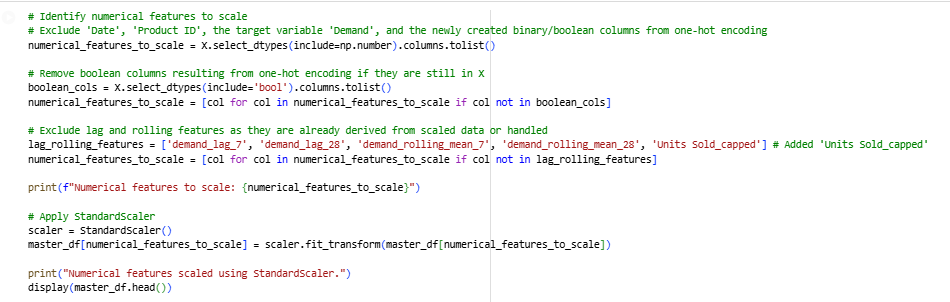 # Identify numerical features to scale
# Exclude 'Date', 'Product ID', the target variable 'Demand', and the newly created binary/boolean columns from one-hot encoding
numerical_features_to_scale = X.select_dtypes(include=np.number).columns.tolist()
# Remove boolean columns resulting from one-hot encoding if they are still in X
boolean_cols = X.select_dtypes(include='bool').columns.tolist()
numerical_features_to_scale = [col for col in numerical_features_to_scale if col not in boolean_cols]
# Exclude lag and rolling features as they are already derived from scaled data or handled
lag_rolling_features = ['demand_lag_7', 'demand_lag_28', 'demand_rolling_mean_7', 'demand_rolling_mean_28', 'Units Sold_capped'] # Added 'Units Sold_capped'
numerical_features_to_scale = [col for col in numerical_features_to_scale if col not in lag_rolling_features]
print(f"Numerical features to scale: {numerical_features_to_scale}")
# Apply StandardScaler
scaler = StandardScaler()
master_df[numerical_features_to_scale] = scaler.fit_transform(master_df[numerical_features_to_scale])
print("Numerical features scaled using StandardScaler.")
display(master_df.head())